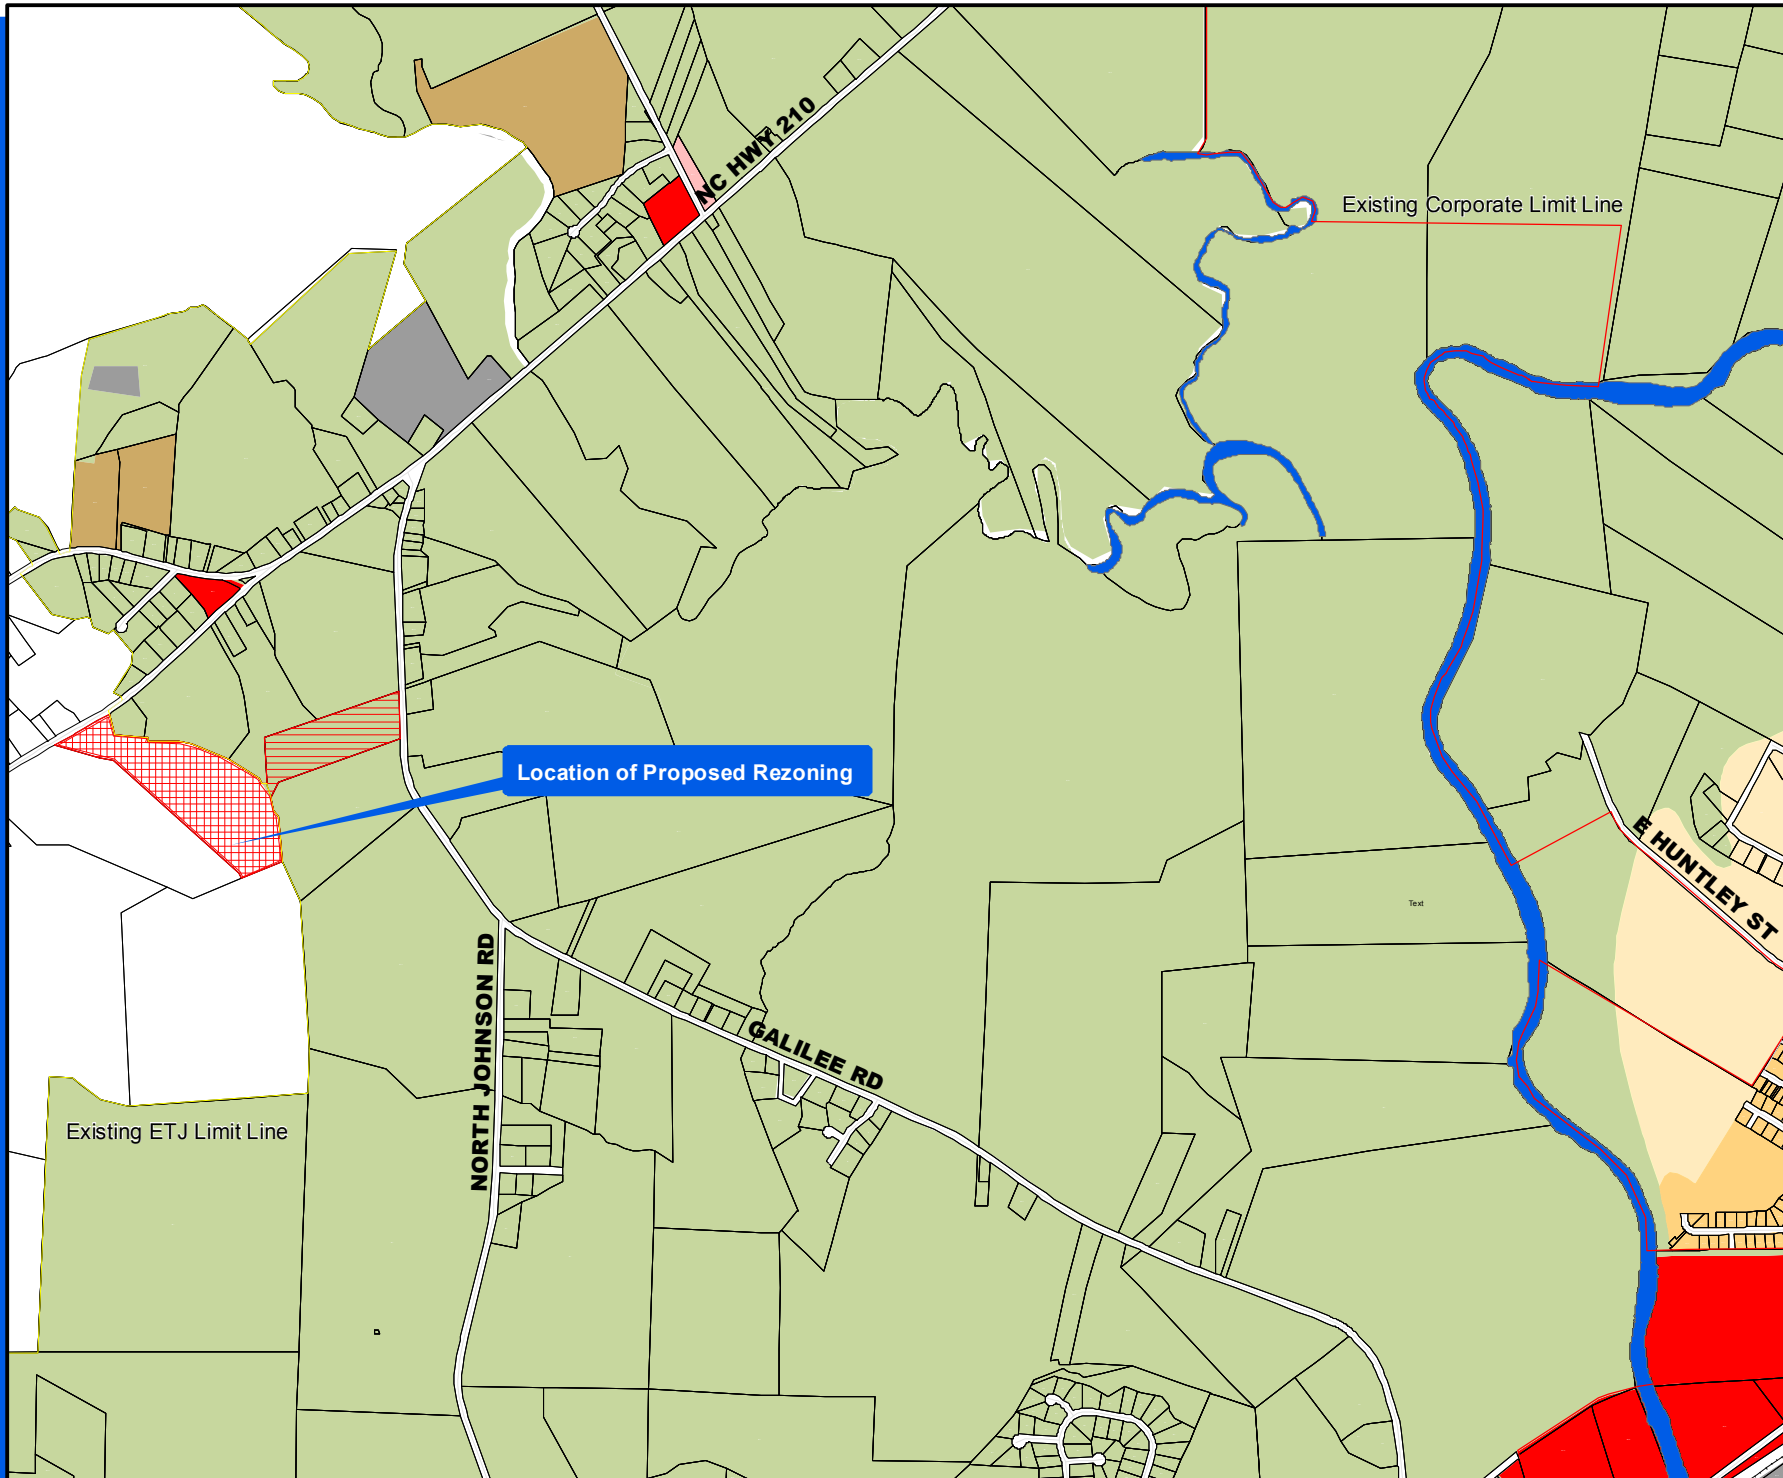 NC HWY 210
Existing Corporate Limit Line
Location of Proposed Rezoning
E HUNTLEY ST
Text
NORTH JOHNSON RD
GALILEE RD
Existing ETJ Limit Line